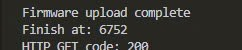 Firmware upload complete
Finish at: 6752
HTTP GET code: 200